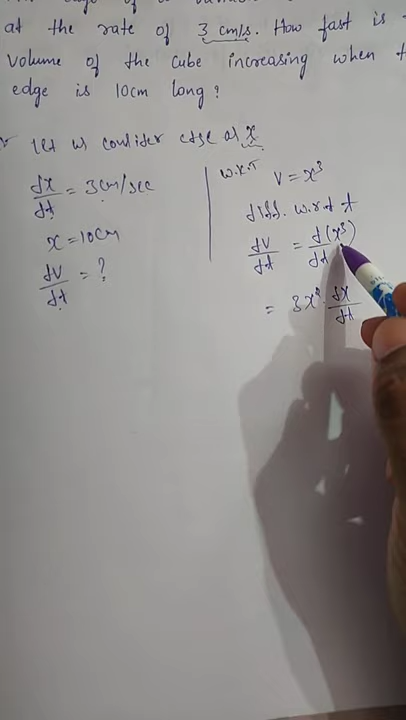 at the rate of 3 cm/s. How fast is
Volume of the cube increasing when
edge is 10cm long?
let us consider edge as x
dx/dt = 3cm/sec
x = 10cm
dV/dt = ?
W.K.T V = x³
diff. w.r.t t
dV/dt = d(x³)/dt
= 3x². dx/dt